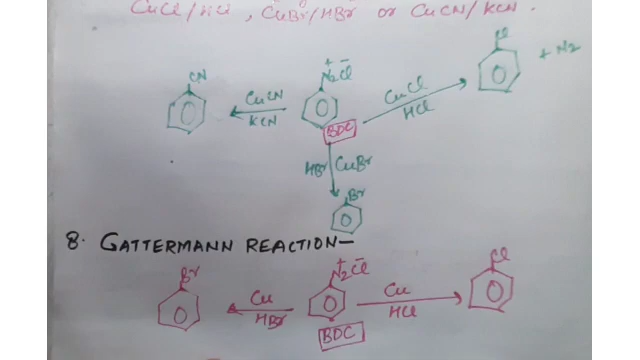 CuCl/HCl, CuBr/HBr or CuCN/KCN.
CN CuCN KCN
+ − N2Cl
BDC
CuCl HCl
Cl + N2
HBr CuBr
Br
8. GATTERMANN REACTION—
Br Cu HBr
+ − N2Cl
BDC
Cu HCl
Cl